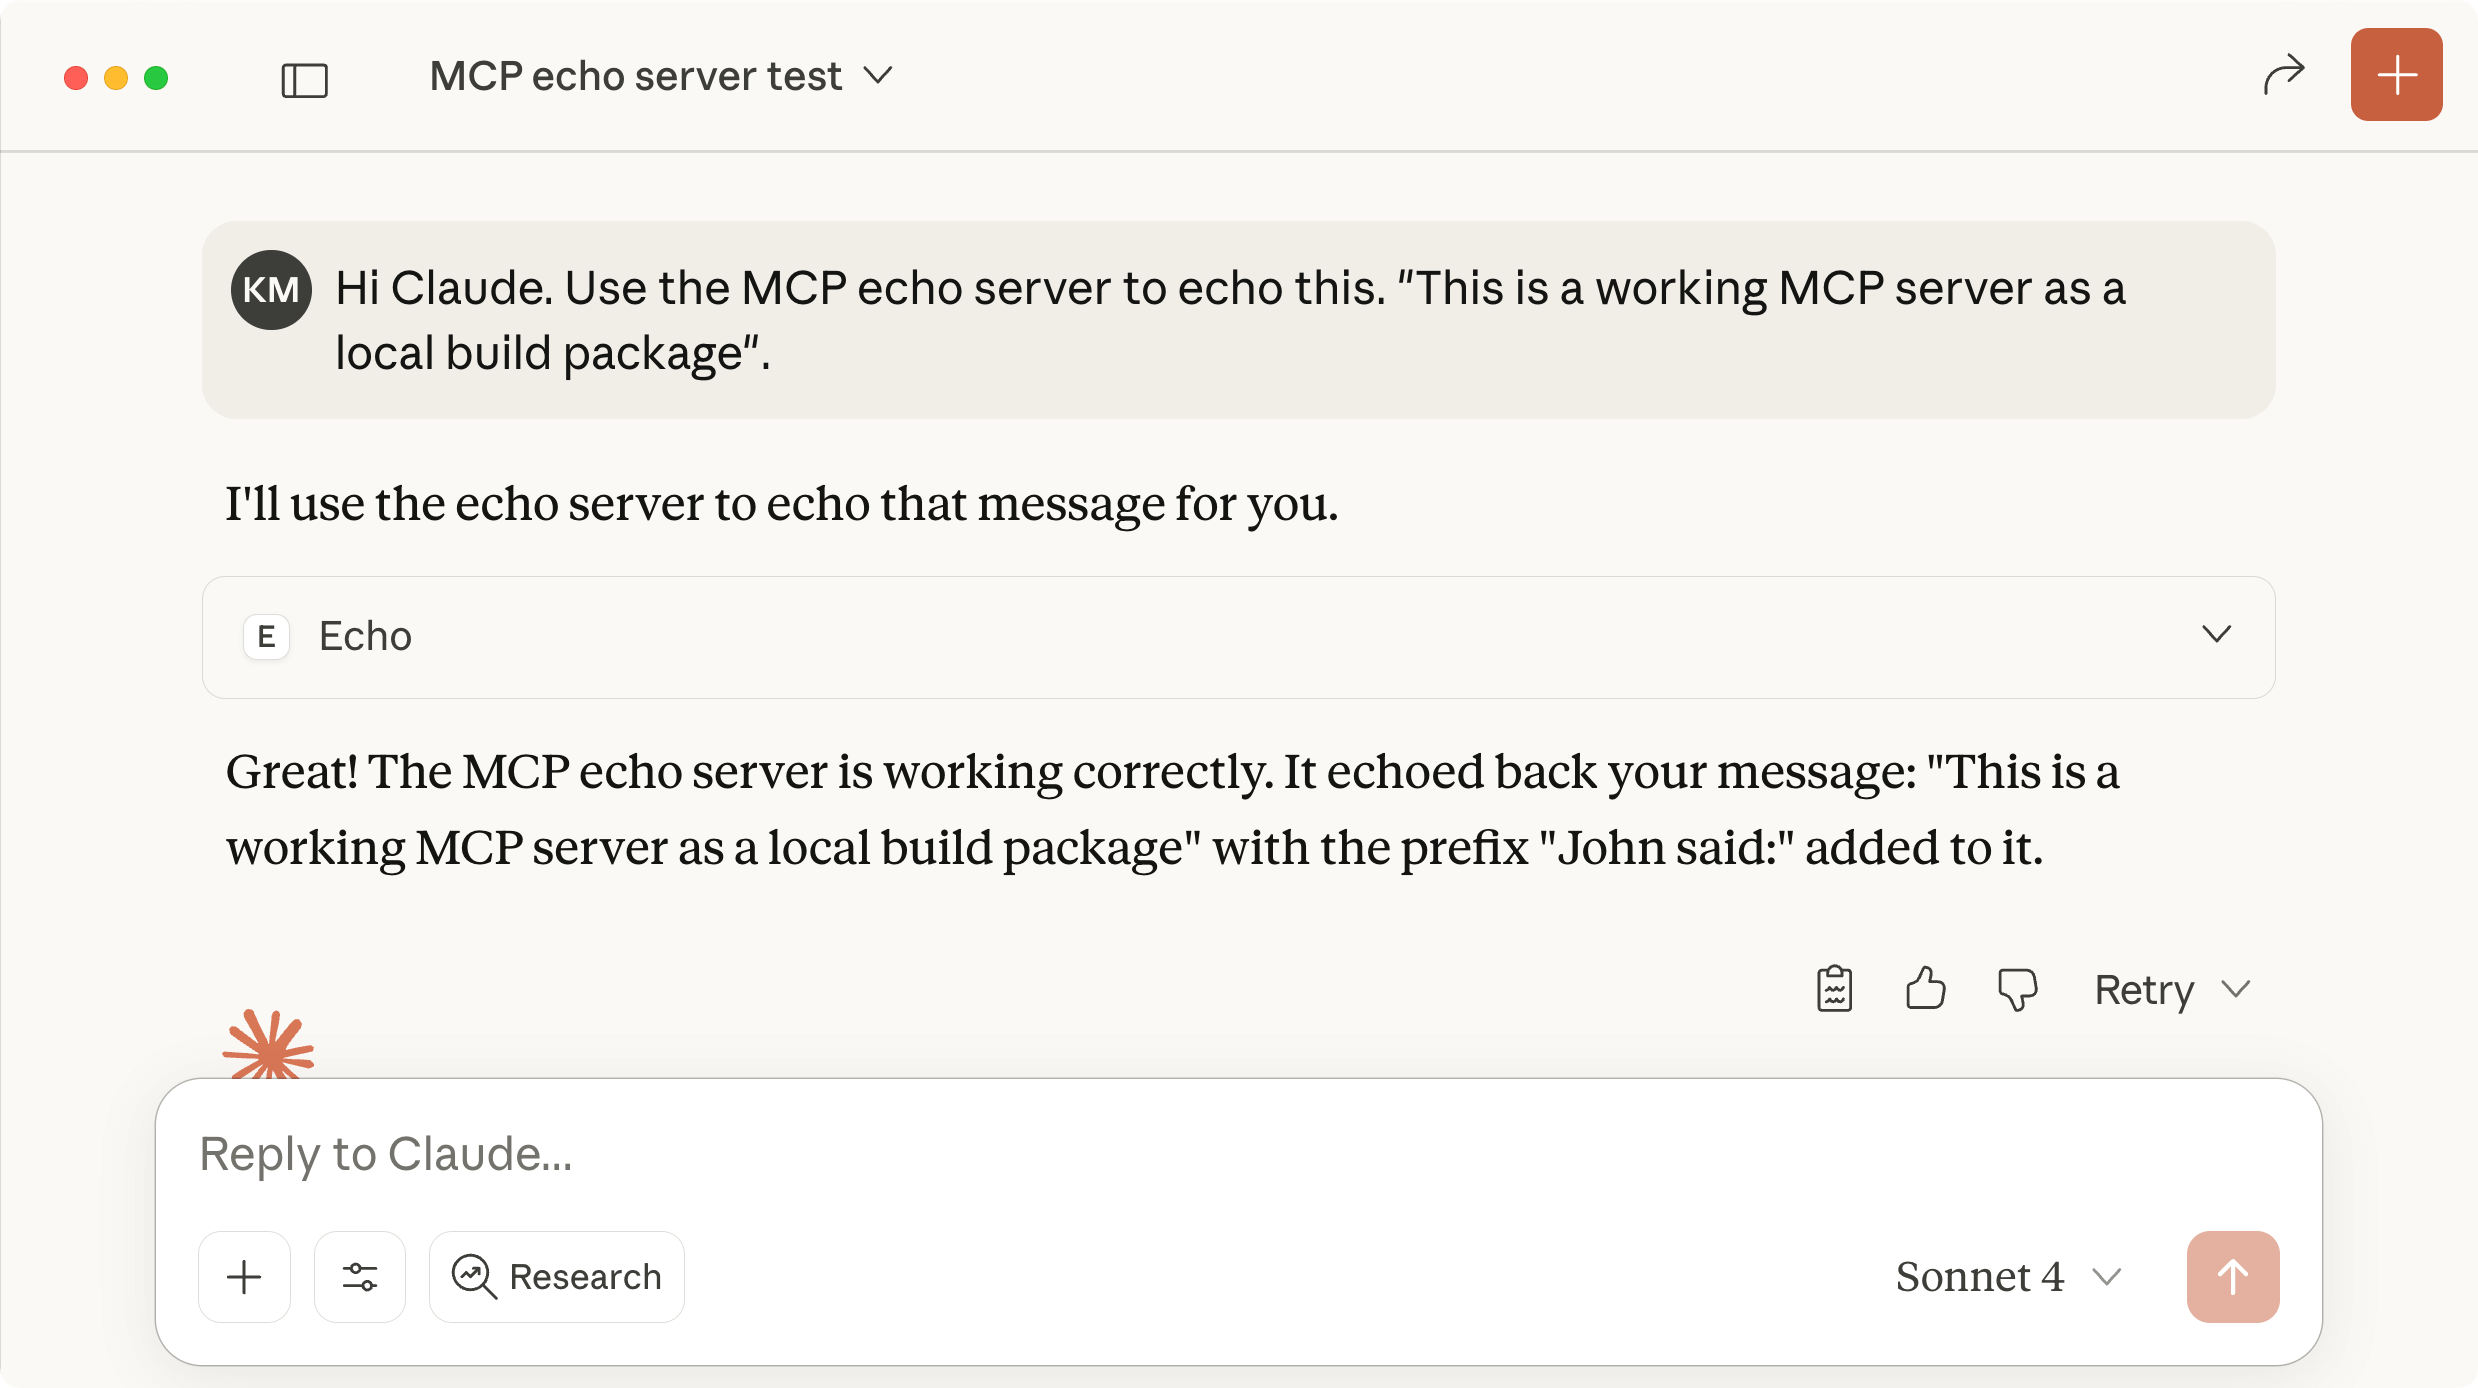 MCP echo server test
KM
Hi Claude. Use the MCP echo server to echo this. "This is a working MCP server as a
local build package".
I'll use the echo server to echo that message for you.
E Echo
Great! The MCP echo server is working correctly. It echoed back your message: "This is a
working MCP server as a local build package" with the prefix "John said:" added to it.
Retry
Reply to Claude...
Research
Sonnet 4